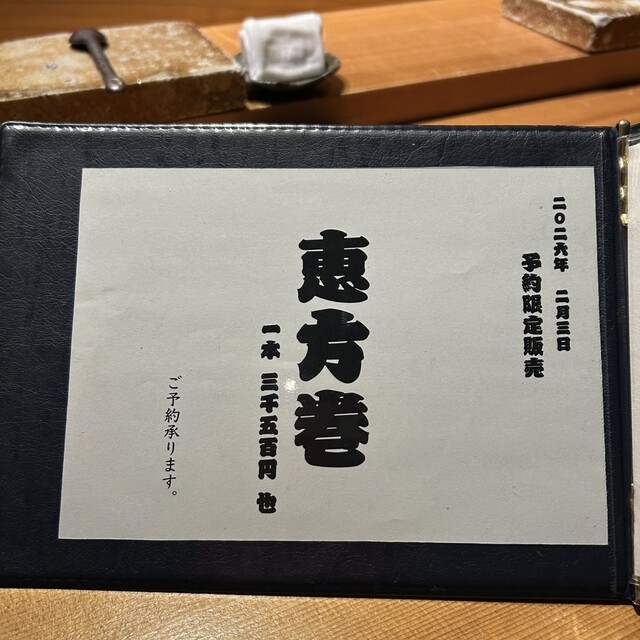 二〇二六年 二月三日
予約限定販売
恵方巻
一本 三千五百円 也
ご予約承ります。